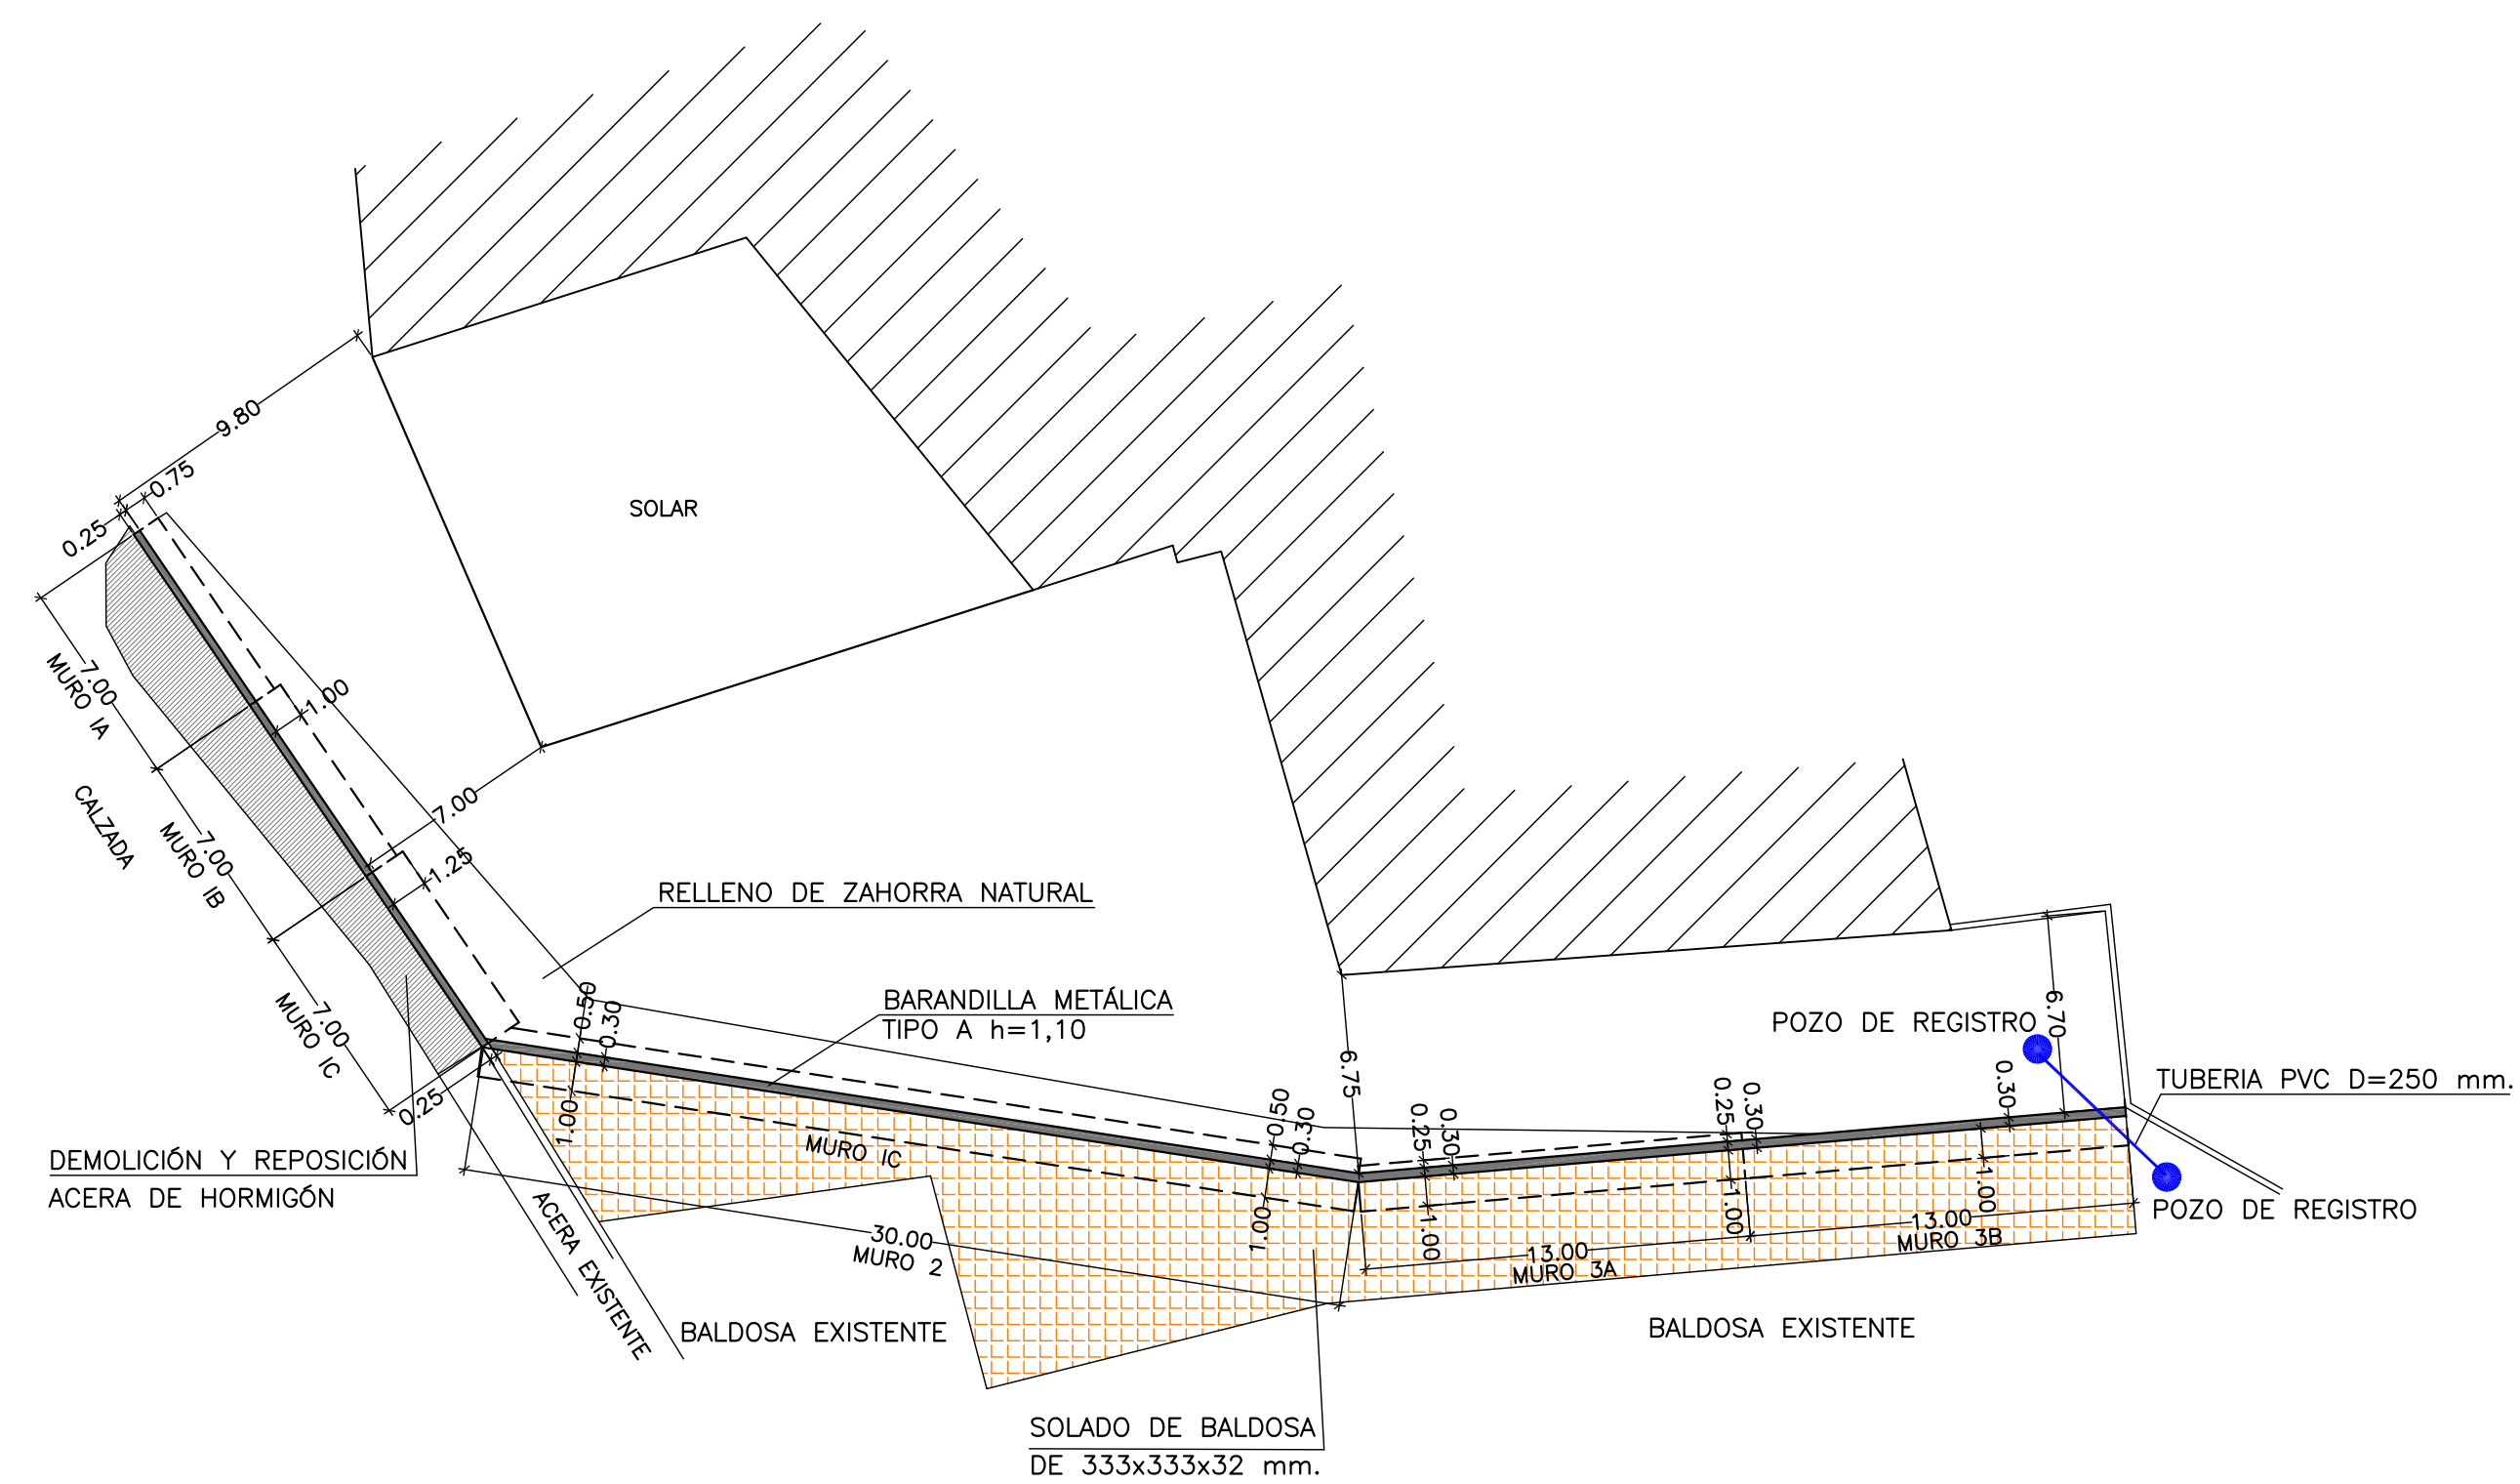 9.80
0.75
0.25
SOLAR
7.00
MURO IA
1.00
CALZADA
7.00
MURO IB
7.00
1.25
RELLENO DE ZAHORRA NATURAL
7.00
MURO IC
0.25
0.50
0.30
BARANDILLA METÁLICA
TIPO A h=1,10
1.00
MURO IC
DEMOLICIÓN Y REPOSICIÓN
ACERA DE HORMIGÓN
ACERA EXISTENTE
30.00
MURO 2
BALDOSA EXISTENTE
0.50
0.30
1.00
6.75
0.25
0.30
1.00
0.25
0.30
1.00
13.00
MURO 3A
POZO DE REGISTRO
6.70
0.30
1.00
13.00
MURO 3B
TUBERIA PVC D=250 mm.
POZO DE REGISTRO
BALDOSA EXISTENTE
SOLADO DE BALDOSA
DE 333x333x32 mm.